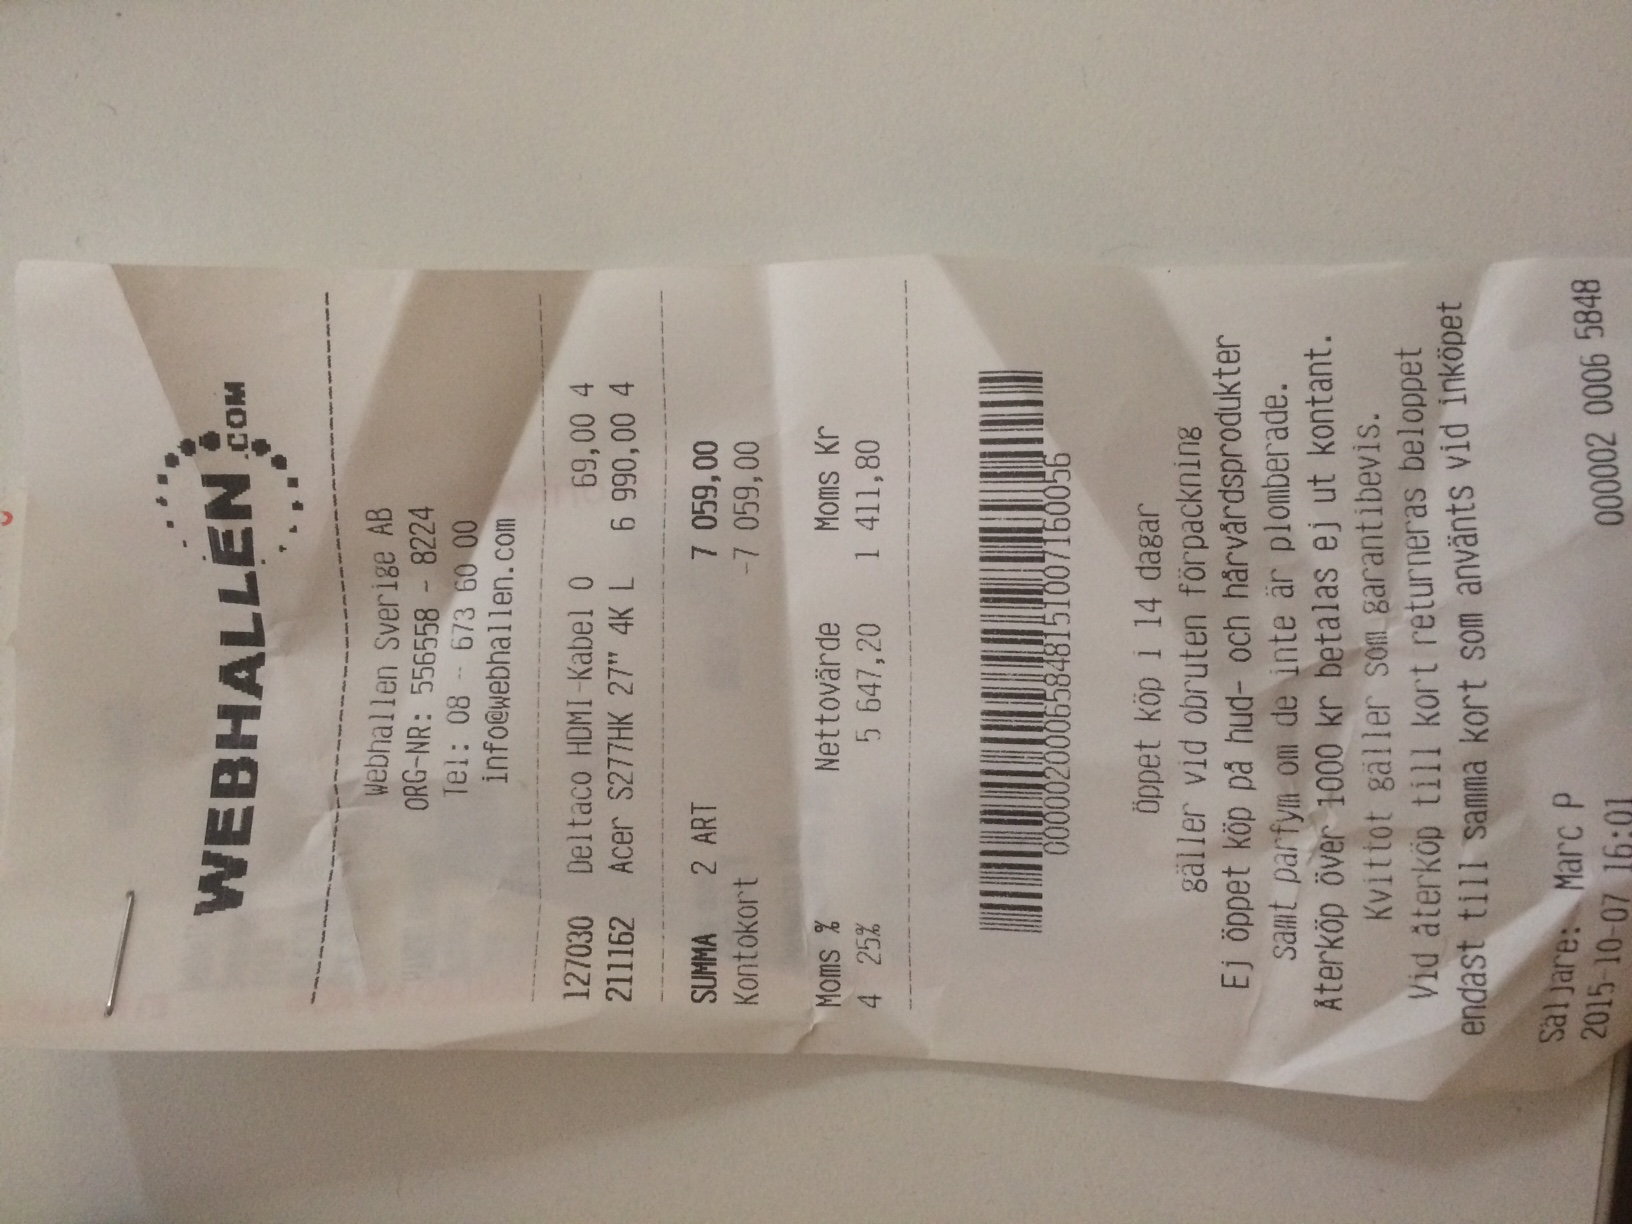 WEBHALLEN.COM
Webhallen Sverige AB
ORG-NR: 556558 - 8224
Tel: 08 - 673 60 00
info@webhallen.com
127030 Deltaco HDMI-Kabel 0 69,00 4
211162 Acer S277HK 27" 4K L 6 990,00 4
SUMMA 2 ART 7 059,00
Kontokort -7 059,00
Moms % Nettovärde Moms Kr
4 25% 5 647,20 1 411,80
00000200065848151007160056
Öppet köp i 14 dagar
gäller vid obruten förpackning
Ej öppet köp på hud- och hårvårdsprodukter
samt parfym om de inte är plomberade.
Återköp över 1000 kr betalas ej ut kontant.
Kvittot gäller som garantibevis.
Vid återköp till kort returneras beloppet
endast till samma kort som använts vid inköpet
Säljare: Marc P
2015-10-07 16:01 000002 0006 5848